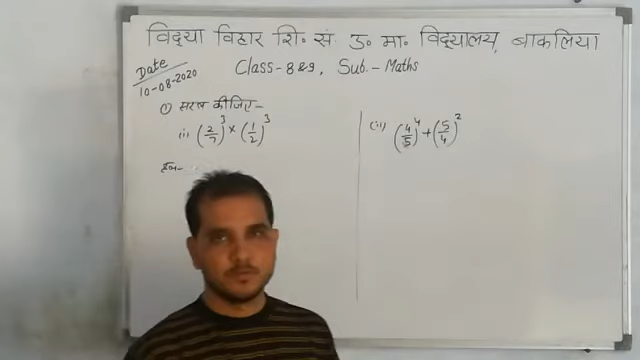 विद्या विहार शि. सं. उ. मा. विद्यालय, बाकलिया
Date
10-08-2020
Class-8&9, Sub.-Maths
① सरल कीजिए-
(i) (2/7)³ × (1/2)³
(ii) (4/5)⁴ ÷ (5/4)²
हल-